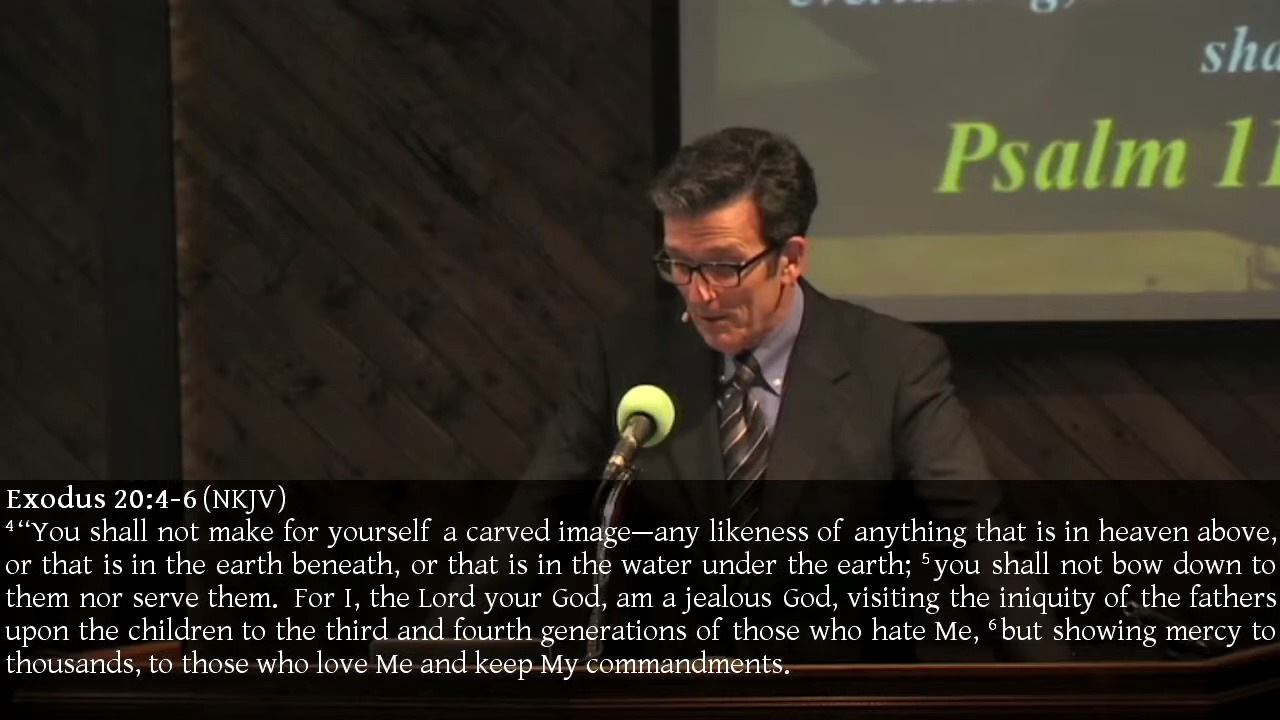 sha
Psalm 11
Exodus 20:4-6 (NKJV)
⁴“You shall not make for yourself a carved image—any likeness of anything that is in heaven above,
or that is in the earth beneath, or that is in the water under the earth; ⁵you shall not bow down to
them nor serve them. For I, the Lord your God, am a jealous God, visiting the iniquity of the fathers
upon the children to the third and fourth generations of those who hate Me, ⁶but showing mercy to
thousands, to those who love Me and keep My commandments.